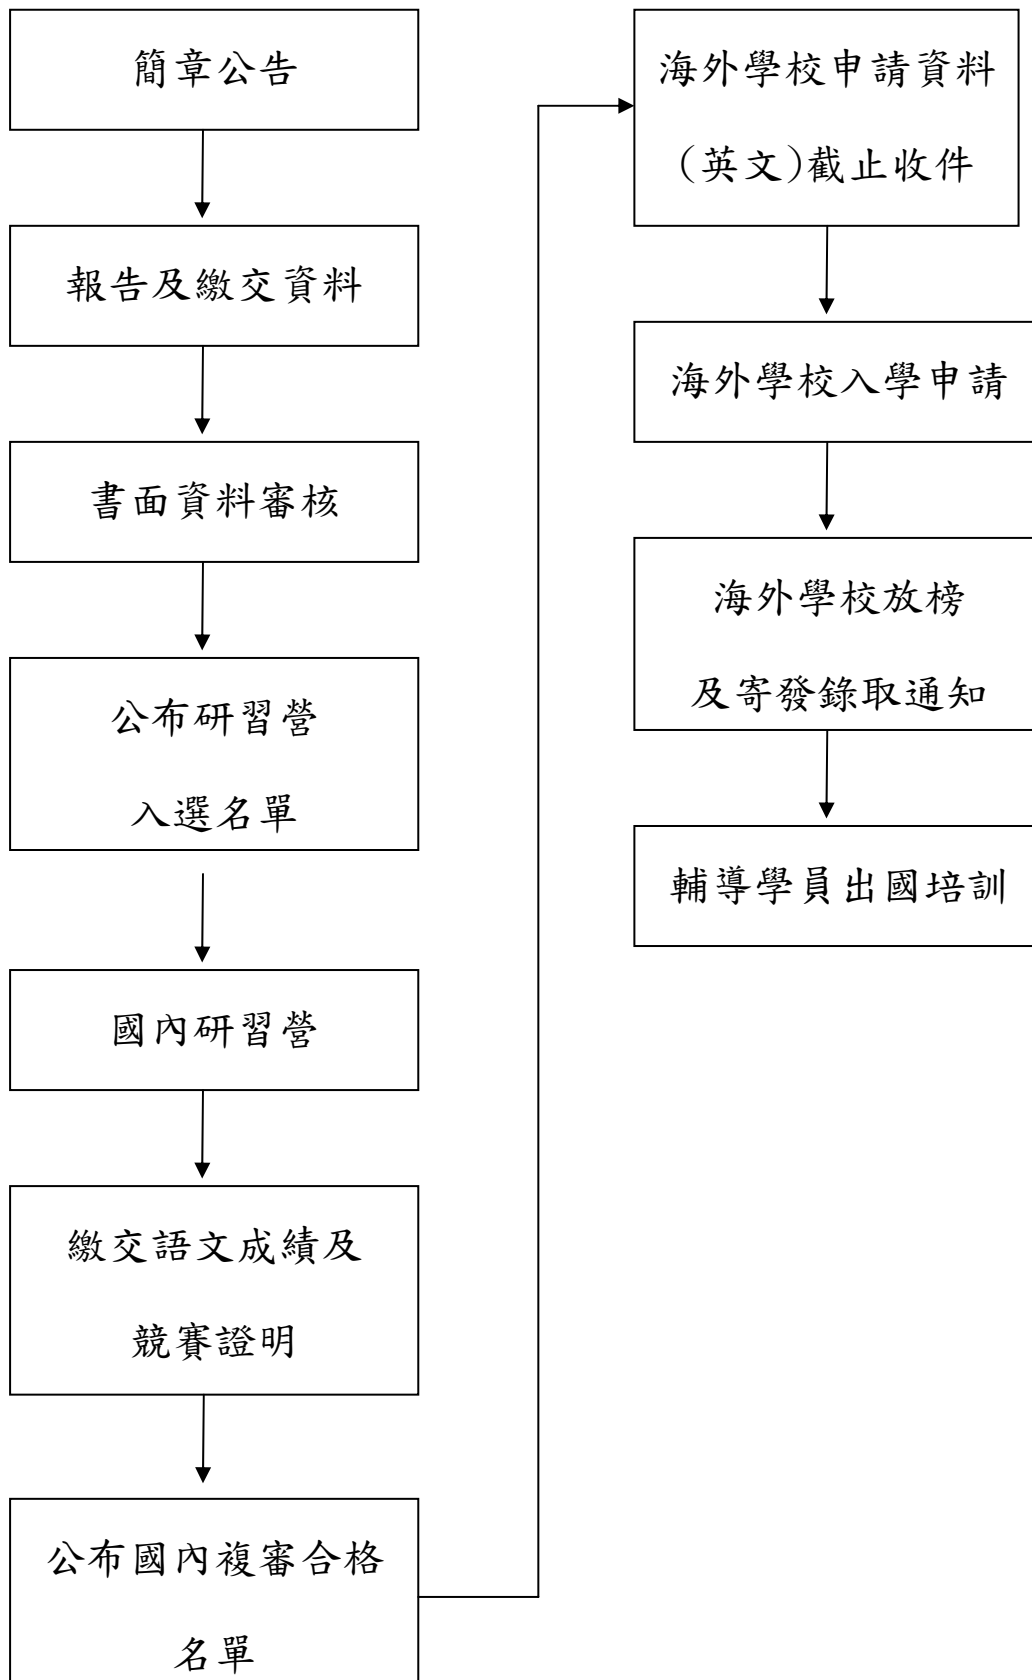 簡章公告
報告及繳交資料
書面資料審核
公布研習營
入選名單
國內研習營
繳交語文成績及
競賽證明
公布國內複審合格
名單
海外學校申請資料
(英文)截止收件
海外學校入學申請
海外學校放榜
及寄發錄取通知
輔導學員出國培訓